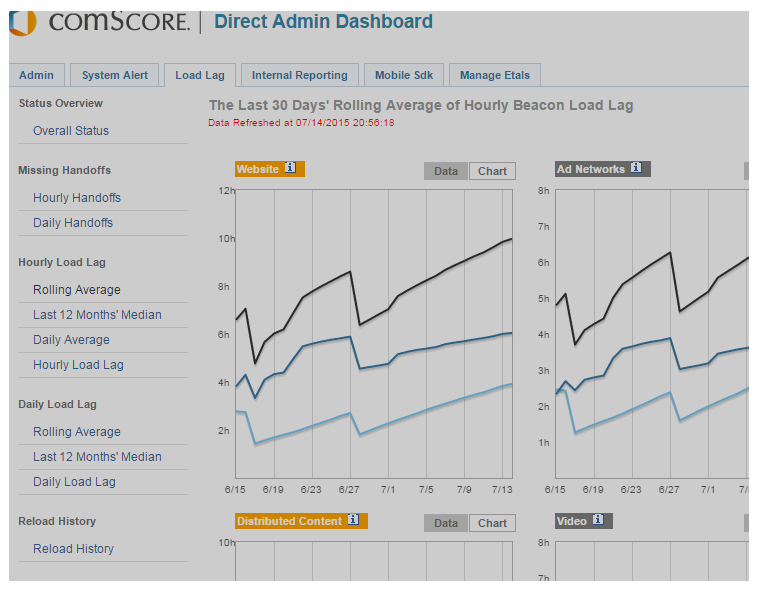 comScore. | Direct Admin Dashboard
Admin
System Alert
Load Lag
Internal Reporting
Mobile Sdk
Manage Etals
Status Overview
Overall Status
Missing Handoffs
Hourly Handoffs
Daily Handoffs
Hourly Load Lag
Rolling Average
Last 12 Months' Median
Daily Average
Hourly Load Lag
Daily Load Lag
Rolling Average
Last 12 Months' Median
Daily Load Lag
Reload History
Reload History
The Last 30 Days' Rolling Average of Hourly Beacon Load Lag
Data Refreshed at 07/14/2015 20:56:18
Website i
Data Chart
12h
10h
8h
6h
4h
2h
6/15 6/19 6/23 6/27 7/1 7/5 7/9 7/13
Ad Networks i
8h
7h
6h
5h
4h
3h
2h
1h
6/15 6/19 6/23 6/27 7/1 7/
Distributed Content i
Data Chart
10h
Video i
8h
7h